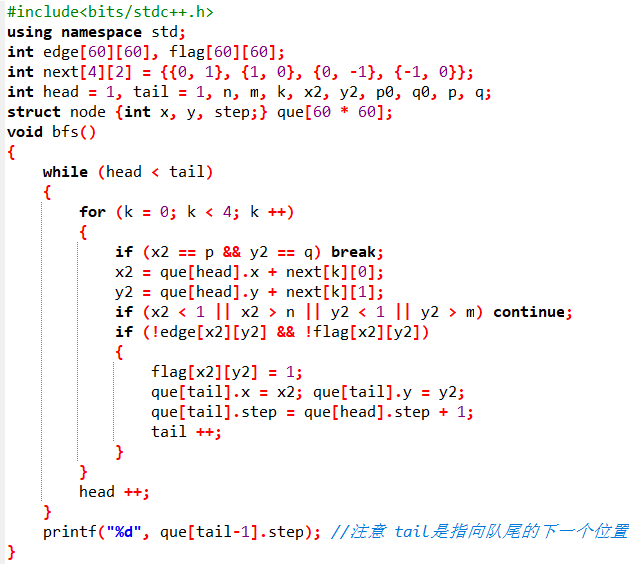 #include<bits/stdc++.h>
using namespace std;
int edge[60][60], flag[60][60];
int next[4][2] = {{0, 1}, {1, 0}, {0, -1}, {-1, 0}};
int head = 1, tail = 1, n, m, k, x2, y2, p0, q0, p, q;
struct node {int x, y, step;} que[60 * 60];
void bfs()
{
    while (head < tail)
    {
        for (k = 0; k < 4; k ++)
        {
            if (x2 == p && y2 == q) break;
            x2 = que[head].x + next[k][0];
            y2 = que[head].y + next[k][1];
            if (x2 < 1 || x2 > n || y2 < 1 || y2 > m) continue;
            if (!edge[x2][y2] && !flag[x2][y2])
            {
                flag[x2][y2] = 1;
                que[tail].x = x2; que[tail].y = y2;
                que[tail].step = que[head].step + 1;
                tail ++;
            }
        }
        head ++;
    }
    printf("%d", que[tail-1].step); //注意 tail是指向队尾的下一个位置
}